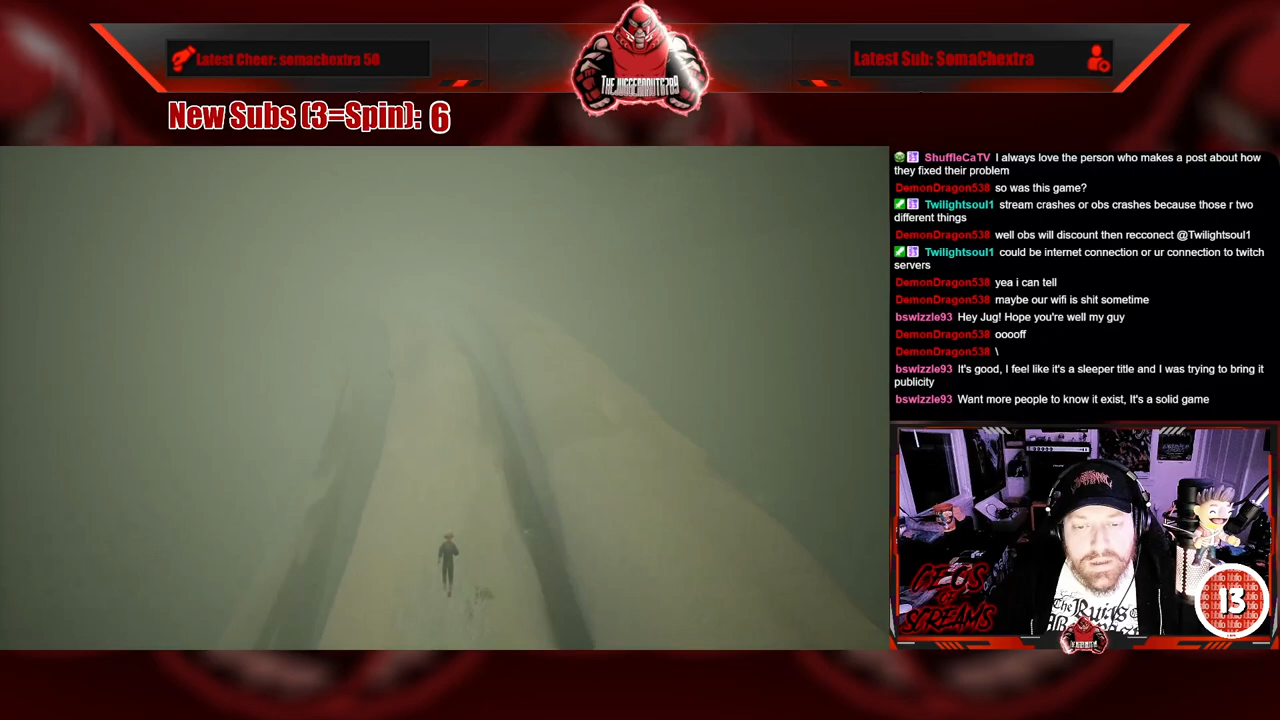 Latest Cheer: somachextra 50
THEJUGGERNAUT6789
Latest Sub: SomaChextra
New Subs (3=Spin): 6
ShuffleCaTV I always love the person who makes a post about how
they fixed their problem
DemonDragon538 so was this game?
Twilightsoul1 stream crashes or obs crashes because those r two
different things
DemonDragon538 well obs will discount then recconect @Twilightsoul1
Twilightsoul1 could be internet connection or ur connection to twitch
servers
DemonDragon538 yea i can tell
DemonDragon538 maybe our wifi is shit sometime
bswizzle93 Hey Jug! Hope you're well my guy
DemonDragon538 ooooff
DemonDragon538 \
bswizzle93 It's good, I feel like it's a sleeper title and I was trying to bring it
publicity
bswizzle93 Want more people to know it exist, It's a solid game
The Ruins
SCREAMS
13